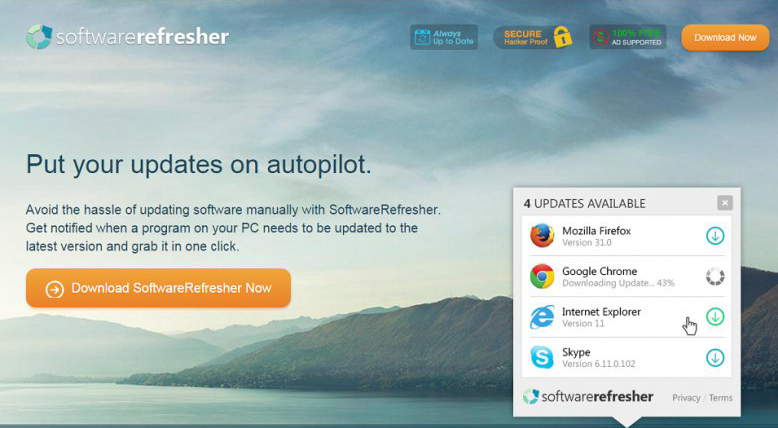 softwarerefresher
Always
Up to Date
SECURE
Hacker Proof
100% FREE
AD SUPPORTED
Download Now
Put your updates on autopilot.
Avoid the hassle of updating software manually with SoftwareRefresher.
Get notified when a program on your PC needs to be updated to the
latest version and grab it in one click.
Download SoftwareRefresher Now
4 UPDATES AVAILABLE
Mozilla Firefox
Version 31.0
Google Chrome
Downloading Update... 43%
Internet Explorer
Version 11
Skype
Version 6.11.0.102
softwarerefresher
Privacy / Terms